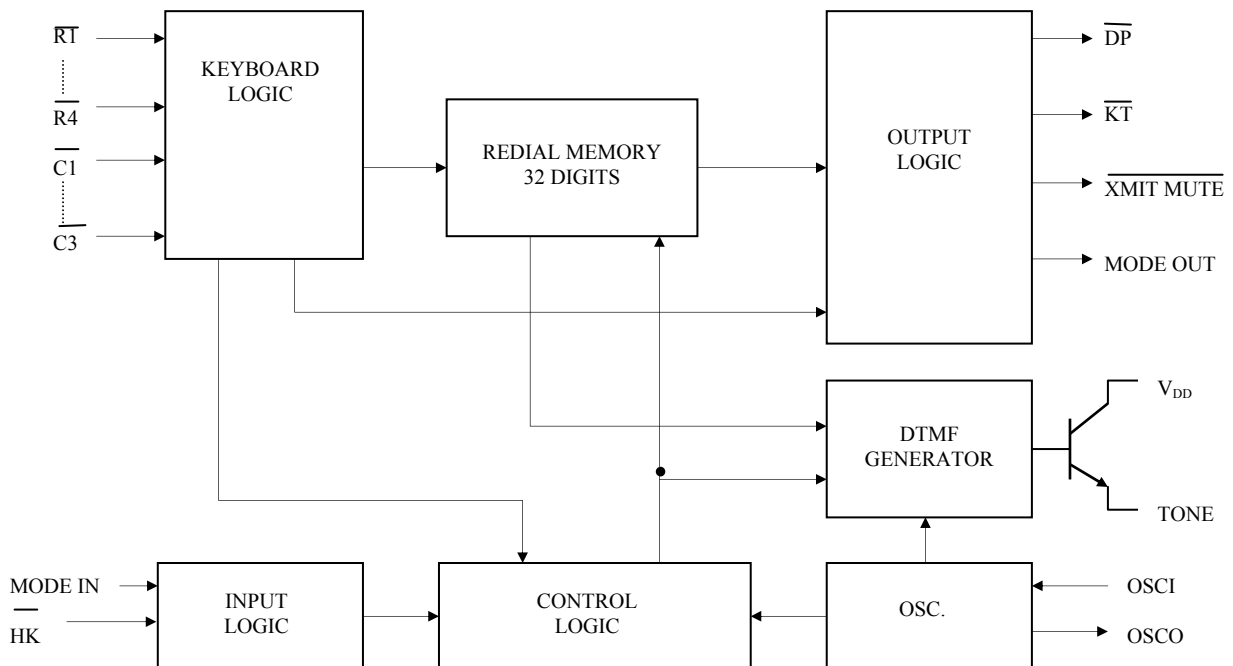 R1
R4
C1
C3
KEYBOARD
LOGIC
REDIAL MEMORY
32 DIGITS
OUTPUT
LOGIC
DP
KT
XMIT MUTE
MODE OUT
DTMF
GENERATOR
VDD
TONE
MODE IN
HK
INPUT
LOGIC
CONTROL
LOGIC
OSC.
OSCI
OSCO